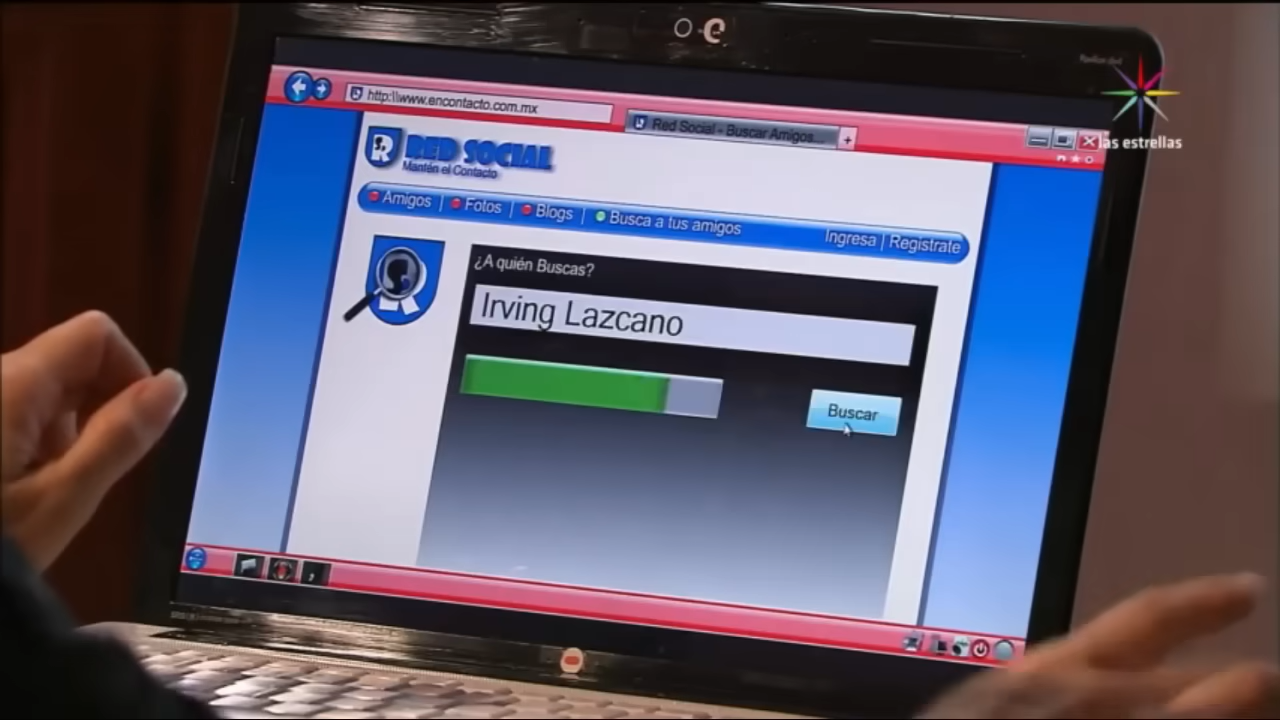 http:\\www.encontacto.com.mx
Red Social - Buscar Amigos...
+
las estrellas
R RED SOCIAL
Mantén el Contacto
Amigos | Fotos | Blogs | Busca a tus amigos
Ingresa | Registrate
¿A quién Buscas?
Irving Lazcano
Buscar